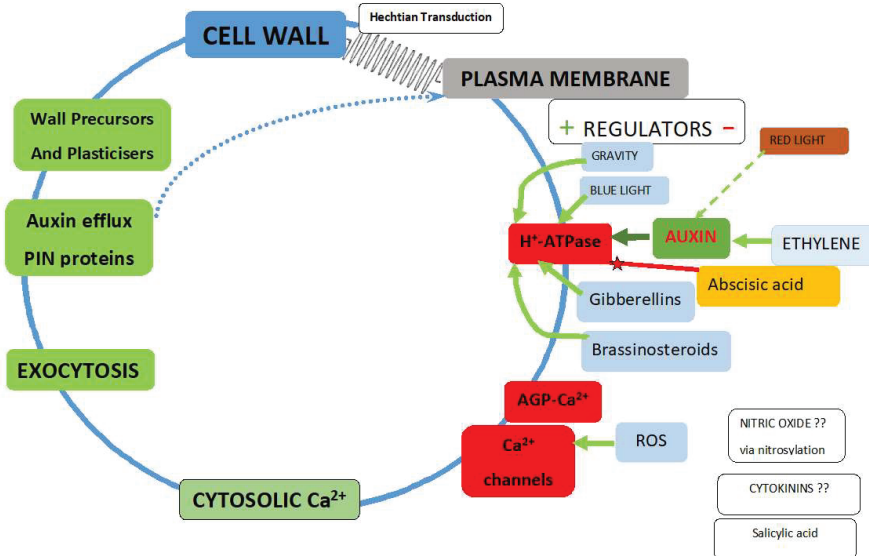 Hechtian Transduction
CELL WALL
PLASMA MEMBRANE
+ REGULATORS −
Wall Precursors
And Plasticisers
GRAVITY
RED LIGHT
BLUE LIGHT
Auxin efflux
PIN proteins
H⁺-ATPase
AUXIN
ETHYLENE
Abscisic acid
Gibberellins
Brassinosteroids
EXOCYTOSIS
AGP-Ca²⁺
Ca²⁺
channels
ROS
NITRIC OXIDE ??
via nitrosylation
CYTOSOLIC Ca²⁺
CYTOKININS ??
Salicylic acid